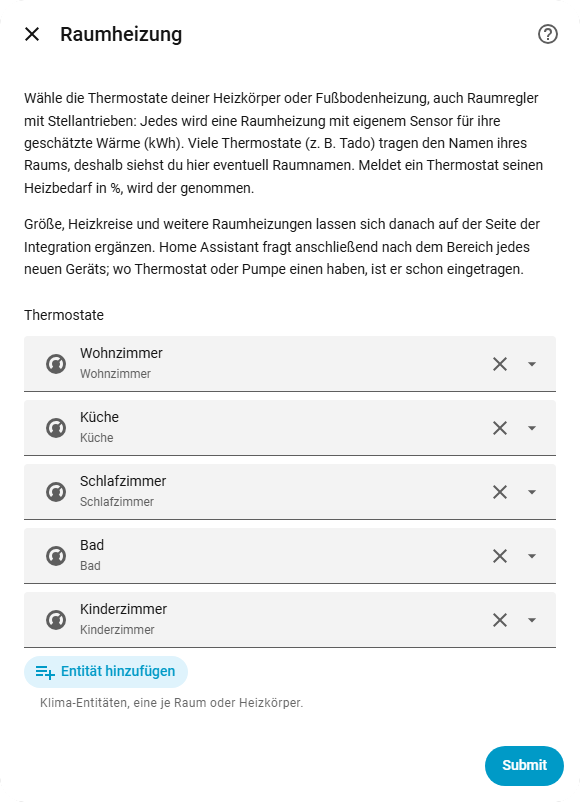 Raumheizung
Wähle die Thermostate deiner Heizkörper oder Fußbodenheizung, auch Raumregler
mit Stellantrieben: Jedes wird eine Raumheizung mit eigenem Sensor für ihre
geschätzte Wärme (kWh). Viele Thermostate (z. B. Tado) tragen den Namen ihres
Raums, deshalb siehst du hier eventuell Raumnamen. Meldet ein Thermostat seinen
Heizbedarf in %, wird der genommen.
Größe, Heizkreise und weitere Raumheizungen lassen sich danach auf der Seite der
Integration ergänzen. Home Assistant fragt anschließend nach dem Bereich jedes
neuen Geräts; wo Thermostat oder Pumpe einen haben, ist er schon eingetragen.
Thermostate
Wohnzimmer
Wohnzimmer
Küche
Küche
Schlafzimmer
Schlafzimmer
Bad
Bad
Kinderzimmer
Kinderzimmer
Entität hinzufügen
Klima-Entitäten, eine je Raum oder Heizkörper.
Submit